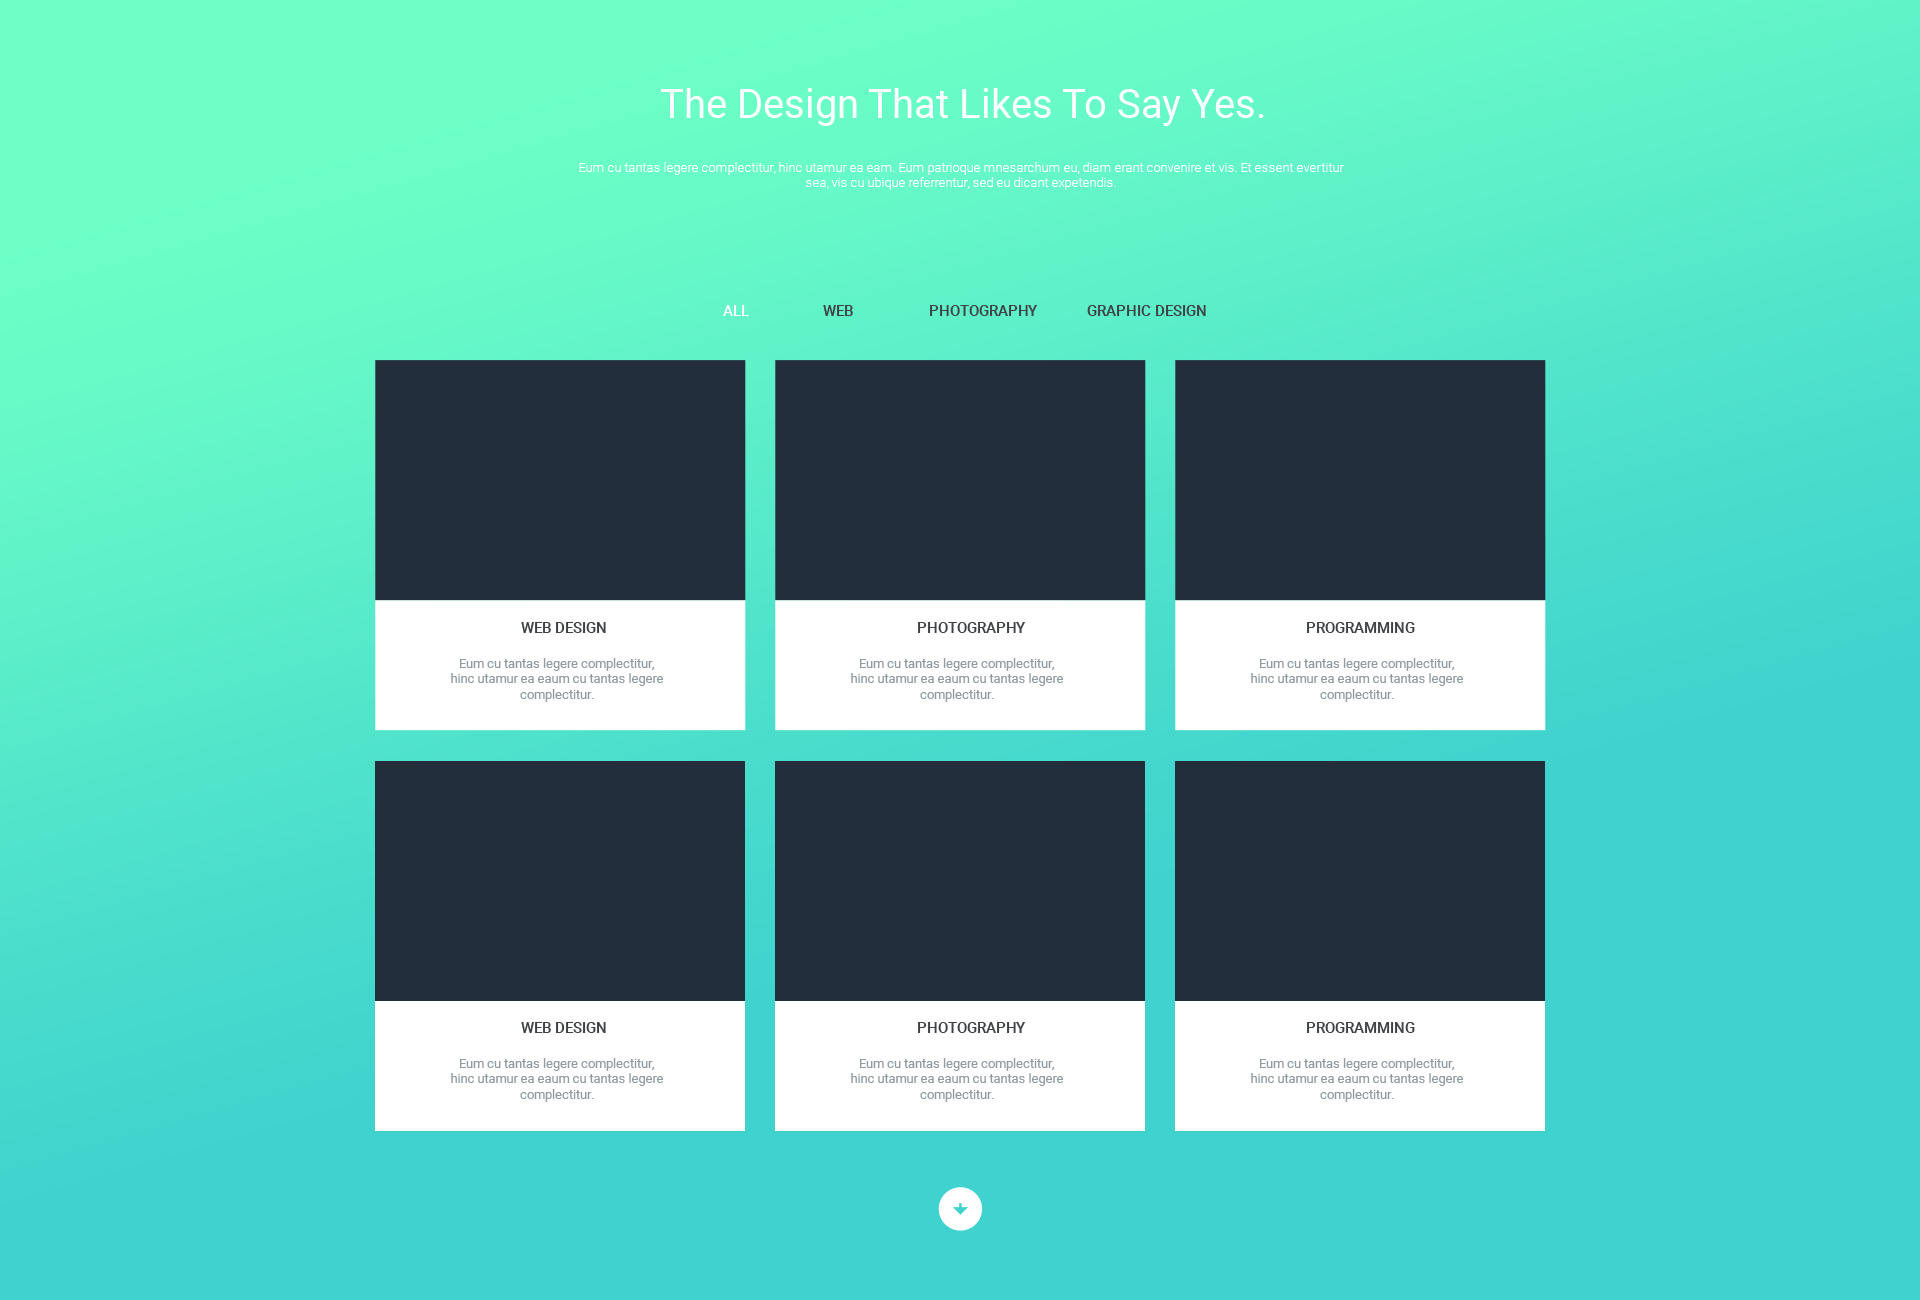 The Design That Likes To Say Yes.
Eum cu tantas legere complectitur, hinc utamur ea eam. Eum patrioque mnesarchum eu, diam erant convenire et vis. Et essent evertitur
sea, vis cu ubique referrentur, sed eu dicant expetendis.
ALL
WEB
PHOTOGRAPHY
GRAPHIC DESIGN
WEB DESIGN
Eum cu tantas legere complectitur,
hinc utamur ea eaum cu tantas legere
complectitur.
PHOTOGRAPHY
Eum cu tantas legere complectitur,
hinc utamur ea eaum cu tantas legere
complectitur.
PROGRAMMING
Eum cu tantas legere complectitur,
hinc utamur ea eaum cu tantas legere
complectitur.
WEB DESIGN
Eum cu tantas legere complectitur,
hinc utamur ea eaum cu tantas legere
complectitur.
PHOTOGRAPHY
Eum cu tantas legere complectitur,
hinc utamur ea eaum cu tantas legere
complectitur.
PROGRAMMING
Eum cu tantas legere complectitur,
hinc utamur ea eaum cu tantas legere
complectitur.